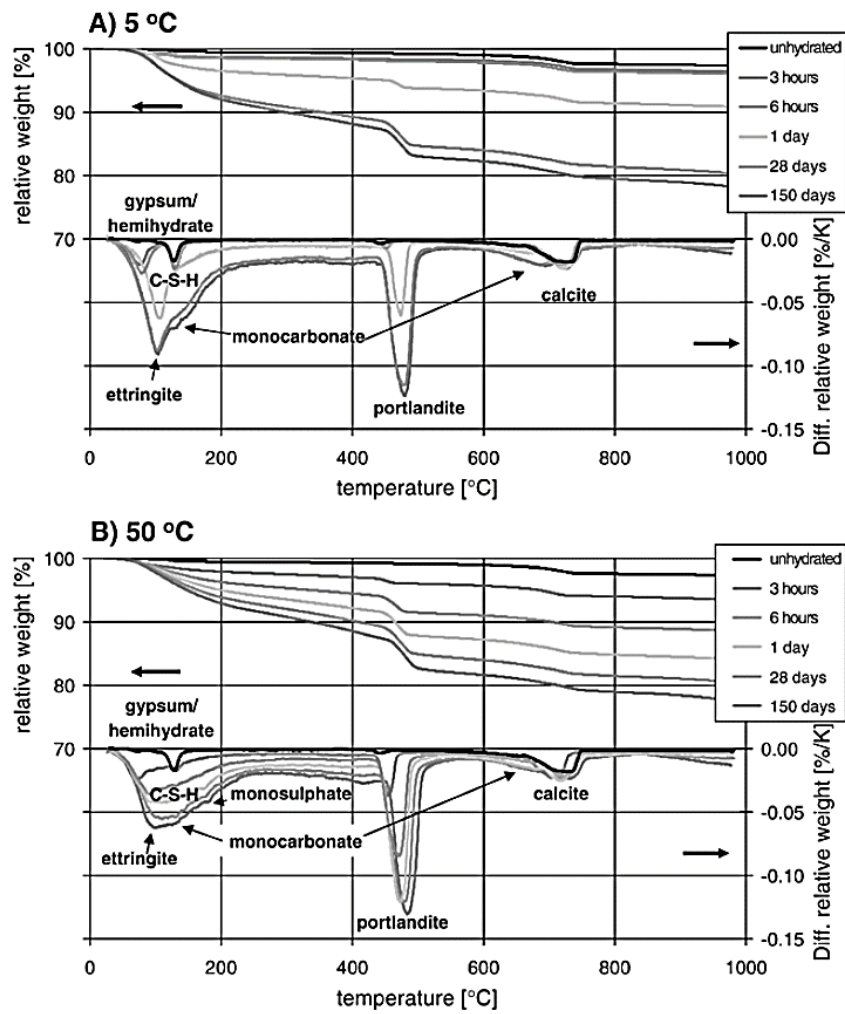 A) 5 °C
relative weight [%]
100
90
80
70
unhydrated
3 hours
6 hours
1 day
28 days
150 days
gypsum/
hemihydrate
C-S-H
monocarbonate
ettringite
portlandite
calcite
0.00
-0.05
-0.10
-0.15
Diff. relative weight [%/K]
0
200
400
600
800
1000
temperature [°C]
B) 50 °C
relative weight [%]
100
90
80
70
unhydrated
3 hours
6 hours
1 day
28 days
150 days
gypsum/
hemihydrate
C-S-H
monosulphate
monocarbonate
ettringite
portlandite
calcite
0.00
-0.05
-0.10
-0.15
Diff. relative weight [%/K]
0
200
400
600
800
1000
temperature [°C]